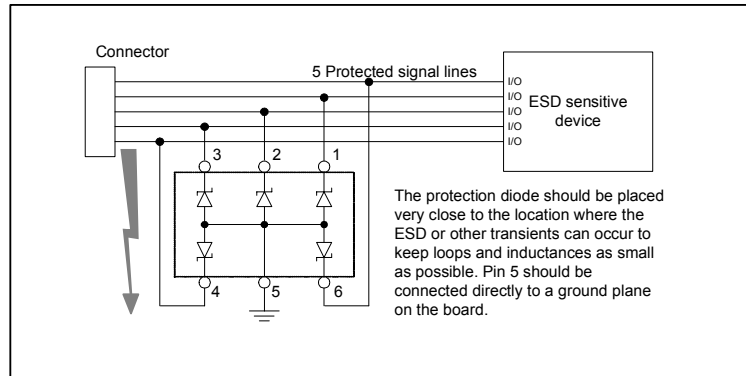 Connector
5 Protected signal lines
I/O
I/O
I/O
I/O
I/O
ESD sensitive
device
3
2
1
The protection diode should be placed
very close to the location where the
ESD or other transients can occur to
keep loops and inductances as small
as possible. Pin 5 should be
connected directly to a ground plane
on the board.
4
5
6